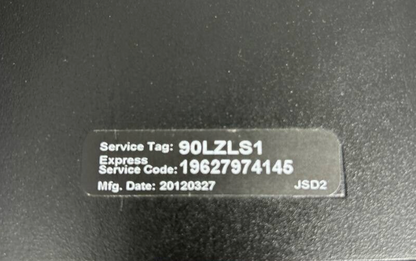 Service Tag: 90LZLS1
Express
Service Code: 19627974145
Mfg. Date: 20120327 JSD2